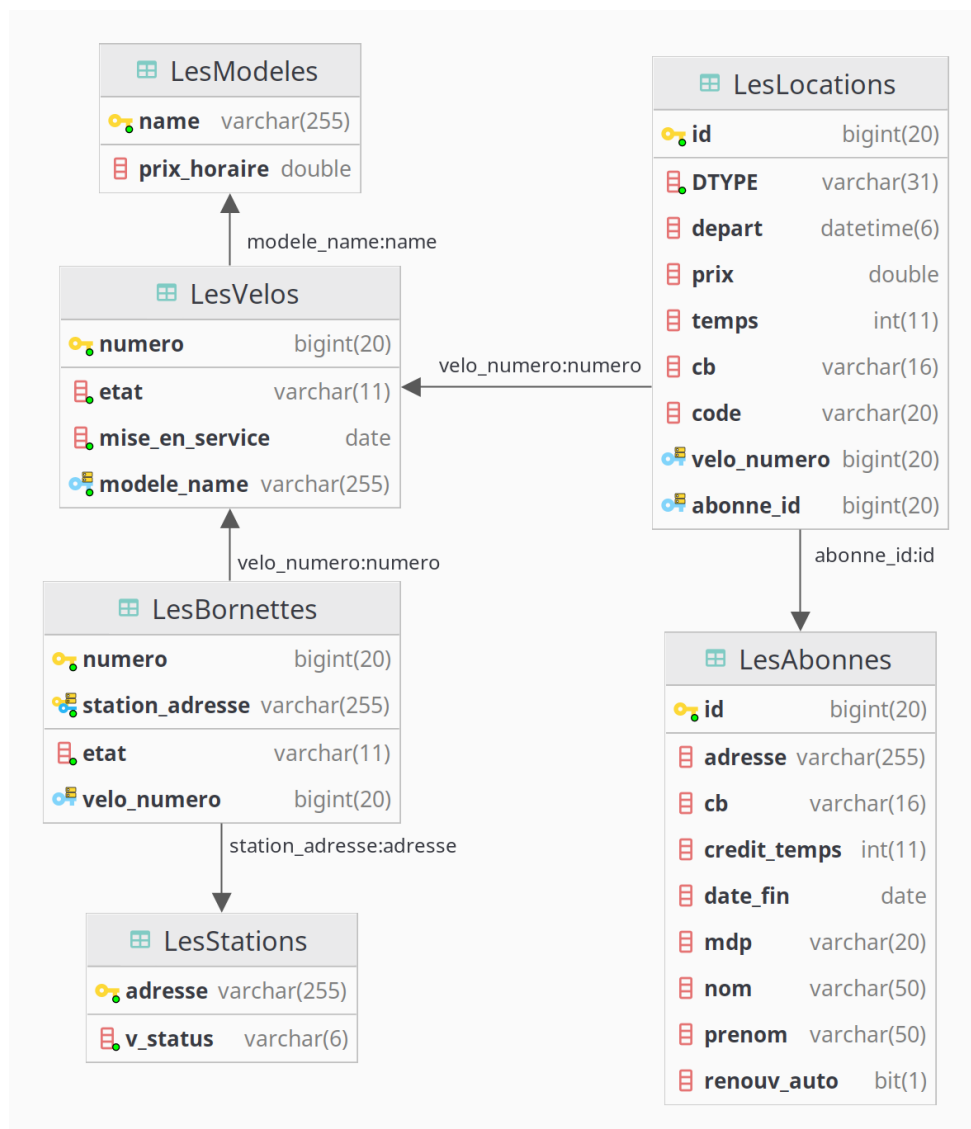 LesModeles
name varchar(255)
prix_horaire double
modele_name:name
LesVelos
numero bigint(20)
etat varchar(11)
mise_en_service date
modele_name varchar(255)
velo_numero:numero
LesBornettes
numero bigint(20)
station_adresse varchar(255)
etat varchar(11)
velo_numero bigint(20)
station_adresse:adresse
LesStations
adresse varchar(255)
v_status varchar(6)
velo_numero:numero
LesLocations
id bigint(20)
DTYPE varchar(31)
depart datetime(6)
prix double
temps int(11)
cb varchar(16)
code varchar(20)
velo_numero bigint(20)
abonne_id bigint(20)
abonne_id:id
LesAbonnes
id bigint(20)
adresse varchar(255)
cb varchar(16)
credit_temps int(11)
date_fin date
mdp varchar(20)
nom varchar(50)
prenom varchar(50)
renouv_auto bit(1)